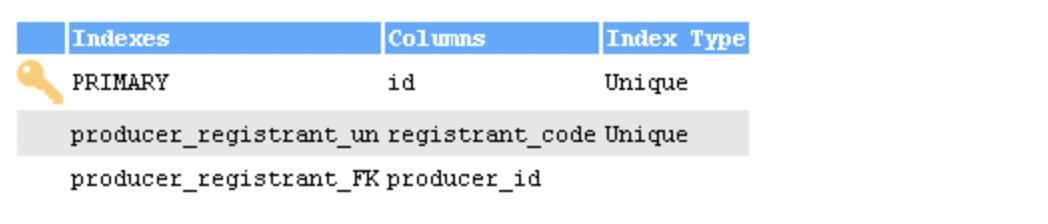 Indexes Columns Index Type
PRIMARY id Unique
producer_registrant_un registrant_code Unique
producer_registrant_FK producer_id